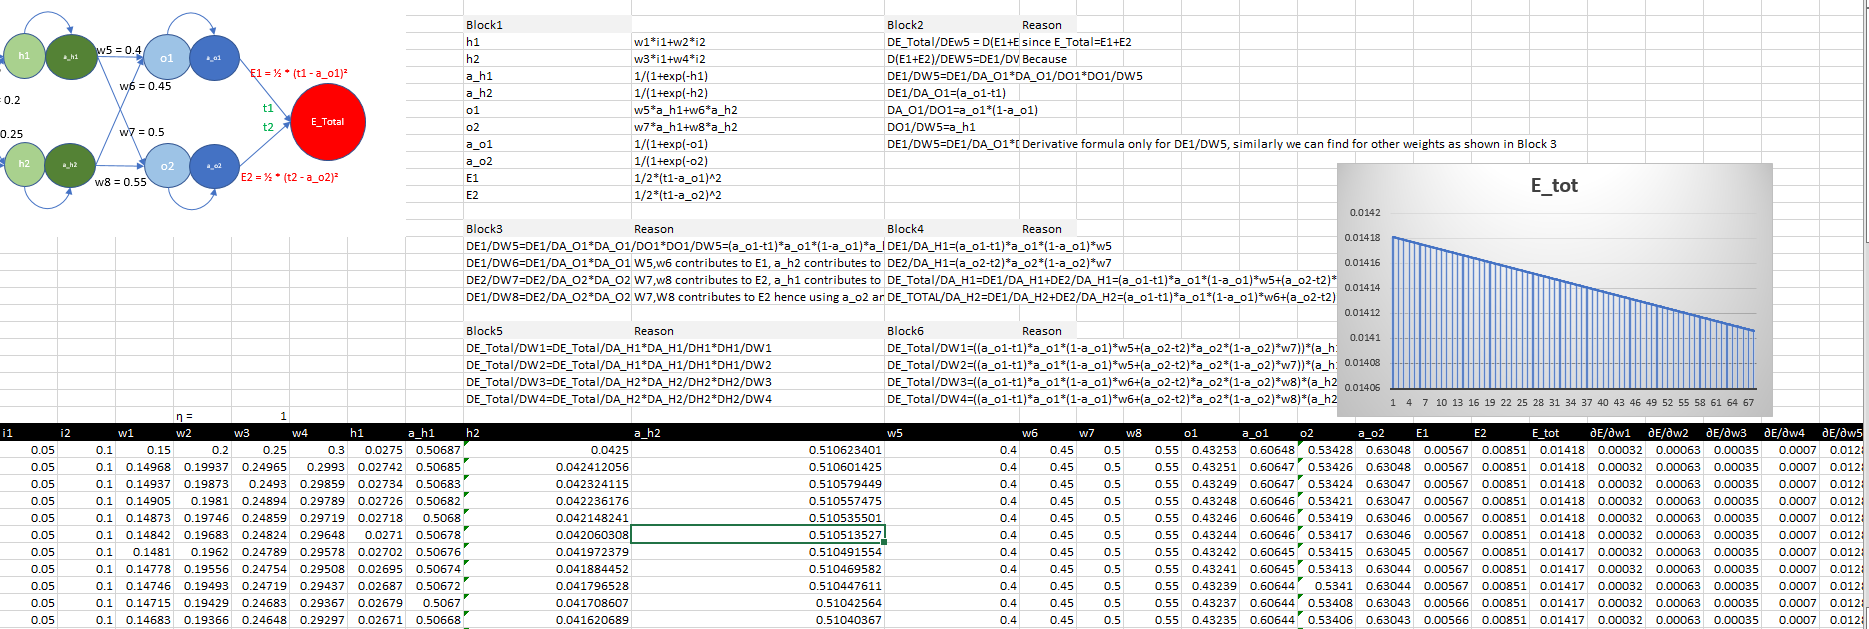 h1 a_h1 w5 = 0.4 o1 a_o1 E1 = ½ * (t1 - a_o1)²
w6 = 0.45
0.2 t1
E_Total
0.25 w7 = 0.5 t2
h2 a_h2 o2 a_o2 E2 = ½ * (t2 - a_o2)²
w8 = 0.55
Block1 Block2 Reason
h1 w1*i1+w2*i2 DE_Total/DEw5 = D(E1+E since E_Total=E1+E2
h2 w3*i1+w4*i2 D(E1+E2)/DEW5=DE1/DV Because
a_h1 1/(1+exp(-h1) DE1/DW5=DE1/DA_O1*DA_O1/DO1*DO1/DW5
a_h2 1/(1+exp(-h2) DE1/DA_O1=(a_o1-t1)
o1 w5*a_h1+w6*a_h2 DA_O1/DO1=a_o1*(1-a_o1)
o2 w7*a_h1+w8*a_h2 DO1/DW5=a_h1
a_o1 1/(1+exp(-o1) DE1/DW5=DE1/DA_O1*D Derivative formula only for DE1/DW5, similarly we can find for other weights as shown in Block 3
a_o2 1/(1+exp(-o2)
E1 1/2*(t1-a_o1)^2
E2 1/2*(t1-a_o2)^2
Block3 Reason Block4 Reason
DE1/DW5=DE1/DA_O1*DA_O1/DO1*DO1/DW5=(a_o1-t1)*a_o1*(1-a_o1)*a_ DE1/DA_H1=(a_o1-t1)*a_o1*(1-a_o1)*w5
DE1/DW6=DE1/DA_O1*DA_O1 W5,w6 contributes to E1, a_h2 contributes to DE2/DA_H1=(a_o2-t2)*a_o2*(1-a_o2)*w7
DE2/DW7=DE2/DA_O2*DA_O2 W7,w8 contributes to E2, a_h1 contributes to DE_Total/DA_H1=DE1/DA_H1+DE2/DA_H1=(a_o1-t1)*a_o1*(1-a_o1)*w5+(a_o2-t2)*
DE1/DW8=DE2/DA_O2*DA_O2 W7,W8 contributes to E2 hence using a_o2 ar DE_TOTAL/DA_H2=DE1/DA_H2+DE2/DA_H2=(a_o1-t1)*a_o1*(1-a_o1)*w6+(a_o2-t2)
Block5 Reason Block6 Reason
DE_Total/DW1=DE_Total/DA_H1*DA_H1/DH1*DH1/DW1 DE_Total/DW1=((a_o1-t1)*a_o1*(1-a_o1)*w5+(a_o2-t2)*a_o2*(1-a_o2)*w7))*(a_h
DE_Total/DW2=DE_Total/DA_H1*DA_H1/DH1*DH1/DW2 DE_Total/DW2=((a_o1-t1)*a_o1*(1-a_o1)*w5+(a_o2-t2)*a_o2*(1-a_o2)*w7))*(a_h
DE_Total/DW3=DE_Total/DA_H2*DA_H2/DH2*DH2/DW3 DE_Total/DW3=((a_o1-t1)*a_o1*(1-a_o1)*w6+(a_o2-t2)*a_o2*(1-a_o2)*w8)*(a_h2
DE_Total/DW4=DE_Total/DA_H2*DA_H2/DH2*DH2/DW4 DE_Total/DW4=((a_o1-t1)*a_o1*(1-a_o1)*w6+(a_o2-t2)*a_o2*(1-a_o2)*w8)*(a_h2
E_tot
0.0142
0.01418
0.01416
0.01414
0.01412
0.0141
0.01408
0.01406
1 4 7 10 13 16 19 22 25 28 31 34 37 40 43 46 49 52 55 58 61 64 67
η = 1
i1 i2 w1 w2 w3 w4 h1 a_h1 h2 a_h2 w5 w6 w7 w8 o1 a_o1 o2 a_o2 E1 E2 E_tot ∂E/∂w1 ∂E/∂w2 ∂E/∂w3 ∂E/∂w4 ∂E/∂w5
0.05 0.1 0.15 0.2 0.25 0.3 0.0275 0.50687 0.0425 0.510623401 0.4 0.45 0.5 0.55 0.43253 0.60648 0.53428 0.63048 0.00567 0.00851 0.01418 0.00032 0.00063 0.00035 0.0007 0.012
0.05 0.1 0.14968 0.19937 0.24965 0.2993 0.02742 0.50685 0.042412056 0.510601425 0.4 0.45 0.5 0.55 0.43251 0.60648 0.53426 0.63048 0.00567 0.00851 0.01418 0.00032 0.00063 0.00035 0.0007 0.012
0.05 0.1 0.14937 0.19873 0.2493 0.29859 0.02734 0.50683 0.042324115 0.510579449 0.4 0.45 0.5 0.55 0.43249 0.60647 0.53424 0.63047 0.00567 0.00851 0.01418 0.00032 0.00063 0.00035 0.0007 0.012
0.05 0.1 0.14905 0.1981 0.24894 0.29789 0.02726 0.50682 0.042236176 0.510557475 0.4 0.45 0.5 0.55 0.43248 0.60646 0.53421 0.63047 0.00567 0.00851 0.01418 0.00032 0.00063 0.00035 0.0007 0.012
0.05 0.1 0.14873 0.19746 0.24859 0.29719 0.02718 0.5068 0.042148241 0.510535501 0.4 0.45 0.5 0.55 0.43246 0.60646 0.53419 0.63046 0.00567 0.00851 0.01418 0.00032 0.00063 0.00035 0.0007 0.012
0.05 0.1 0.14842 0.19683 0.24824 0.29648 0.0271 0.50678 0.042060308 0.510513527 0.4 0.45 0.5 0.55 0.43244 0.60646 0.53417 0.63046 0.00567 0.00851 0.01418 0.00032 0.00063 0.00035 0.0007 0.012
0.05 0.1 0.1481 0.1962 0.24789 0.29578 0.02702 0.50676 0.041972379 0.510491554 0.4 0.45 0.5 0.55 0.43242 0.60645 0.53415 0.63045 0.00567 0.00851 0.01417 0.00032 0.00063 0.00035 0.0007 0.012
0.05 0.1 0.14778 0.19556 0.24754 0.29508 0.02695 0.50674 0.041884452 0.510469582 0.4 0.45 0.5 0.55 0.43241 0.60645 0.53413 0.63044 0.00567 0.00851 0.01417 0.00032 0.00063 0.00035 0.0007 0.012
0.05 0.1 0.14746 0.19493 0.24719 0.29437 0.02687 0.50672 0.041796528 0.510447611 0.4 0.45 0.5 0.55 0.43239 0.60644 0.5341 0.63044 0.00567 0.00851 0.01417 0.00032 0.00063 0.00035 0.0007 0.012
0.05 0.1 0.14715 0.19429 0.24683 0.29367 0.02679 0.5067 0.041708607 0.51042564 0.4 0.45 0.5 0.55 0.43237 0.60644 0.53408 0.63043 0.00566 0.00851 0.01417 0.00032 0.00063 0.00035 0.0007 0.012
0.05 0.1 0.14683 0.19366 0.24648 0.29297 0.02671 0.50668 0.041620689 0.51040367 0.4 0.45 0.5 0.55 0.43235 0.60644 0.53406 0.63043 0.00566 0.00851 0.01417 0.00032 0.00063 0.00035 0.0007 0.012